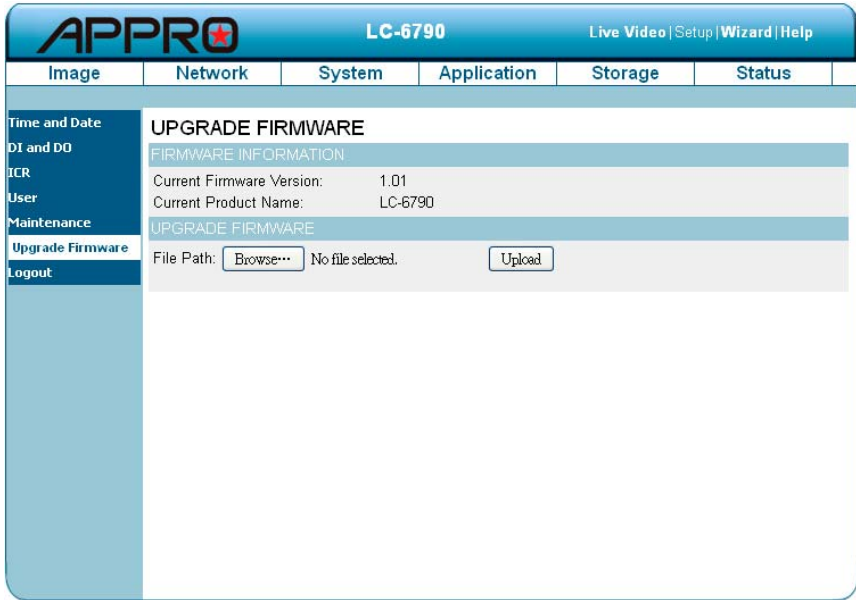 APPRO
LC-6790
Live Video | Setup | Wizard | Help
Image Network System Application Storage Status
Time and Date
DI and DO
ICR
User
Maintenance
Upgrade Firmware
Logout
UPGRADE FIRMWARE
FIRMWARE INFORMATION
Current Firmware Version: 1.01
Current Product Name: LC-6790
UPGRADE FIRMWARE
File Path: Browse… No file selected. Upload